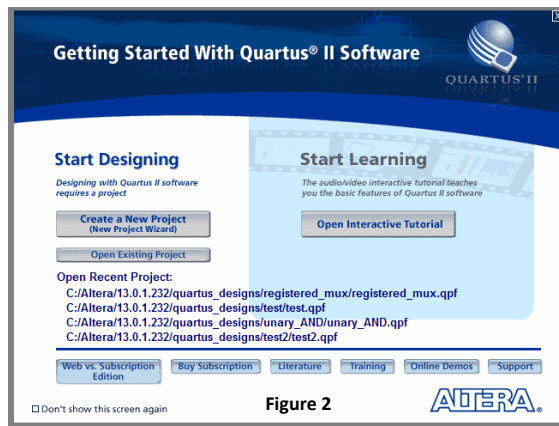 Getting Started With Quartus® II Software
QUARTUS® II
Start Designing
Designing with Quartus II software
requires a project
Create a New Project
(New Project Wizard)
Open Existing Project
Start Learning
The audio/video interactive tutorial teaches
you the basic features of Quartus II software
Open Interactive Tutorial
Open Recent Project:
C:/Altera/13.0.1.232/quartus_designs/registered_mux/registered_mux.qpf
C:/Altera/13.0.1.232/quartus_designs/test/test.qpf
C:/Altera/13.0.1.232/quartus_designs/unary_AND/unary_AND.qpf
C:/Altera/13.0.1.232/quartus_designs/test2/test2.qpf
Web vs. Subscription
Edition
Buy Subscription
Literature
Training
Online Demos
Support
Don't show this screen again
Figure 2
ALTERA®